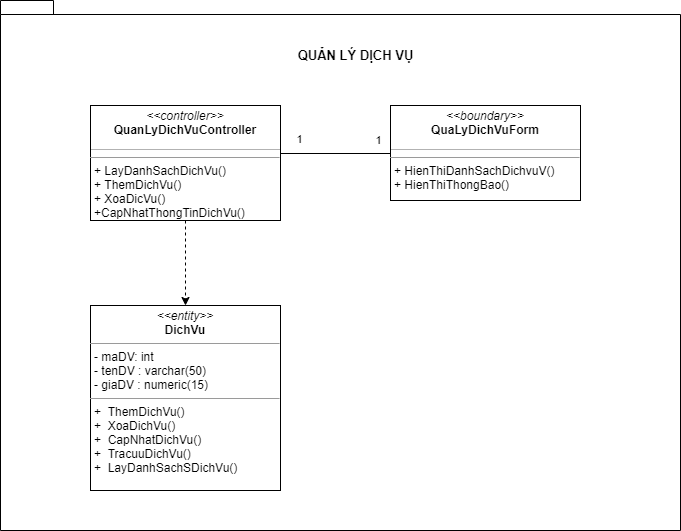 QUẢN LÝ DỊCH VỤ
<<controller>>
QuanLyDichVuController
+ LayDanhSachDichVu()
+ ThemDichVu()
+ XoaDicVu()
+CapNhatThongTinDichVu()
1
1
<<boundary>>
QuaLyDichVuForm
+ HienThiDanhSachDichvuV()
+ HienThiThongBao()
<<entity>>
DichVu
- maDV: int
- tenDV : varchar(50)
- giaDV : numeric(15)
+ ThemDichVu()
+ XoaDichVu()
+ CapNhatDichVu()
+ TracuuDichVu()
+ LayDanhSachSDichVu()